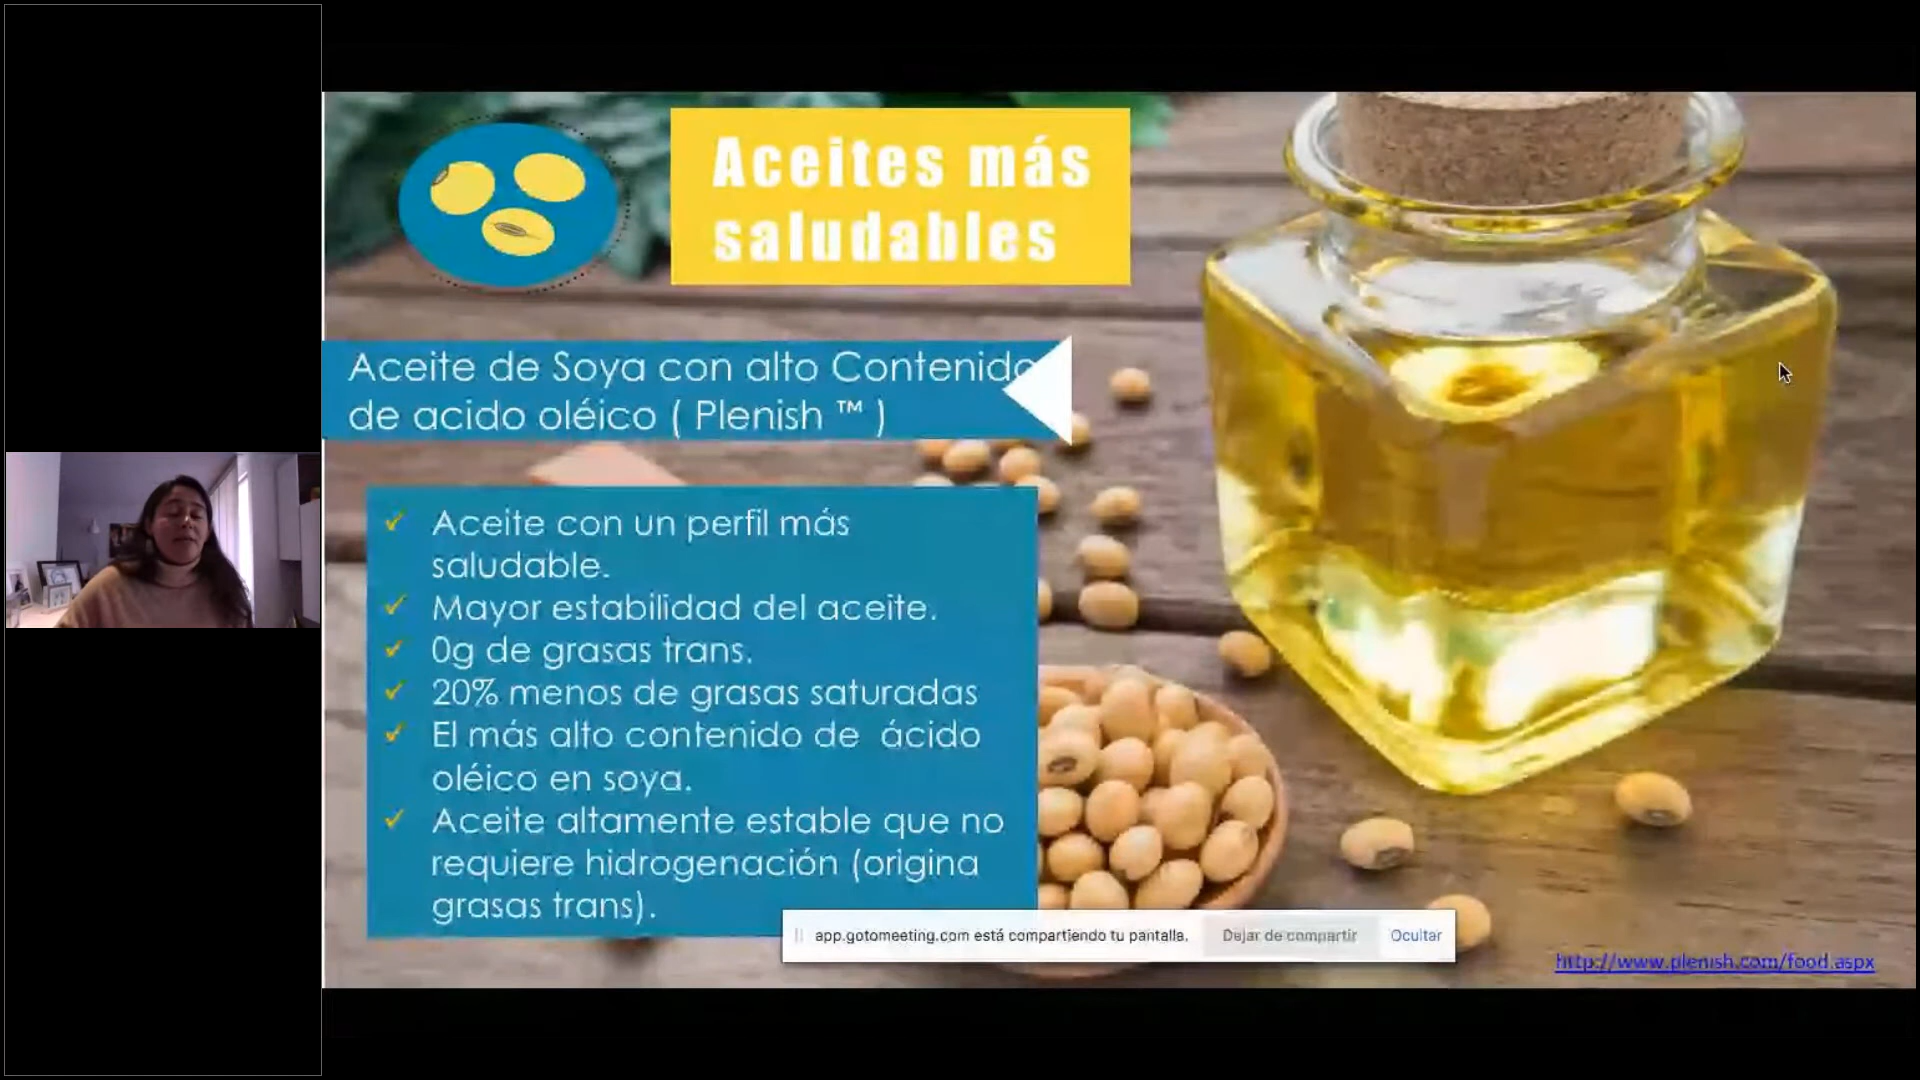 Aceites más
saludables
Aceite de Soya con alto Contenido
de acido oléico ( Plenish ™ )
✓ Aceite con un perfil más
saludable.
✓ Mayor estabilidad del aceite.
✓ 0g de grasas trans.
✓ 20% menos de grasas saturadas
✓ El más alto contenido de ácido
oléico en soya.
✓ Aceite altamente estable que no
requiere hidrogenación (origina
grasas trans).
app.gotomeeting.com está compartiendo tu pantalla. Dejar de compartir Ocultar
http://www.plenish.com/food.aspx